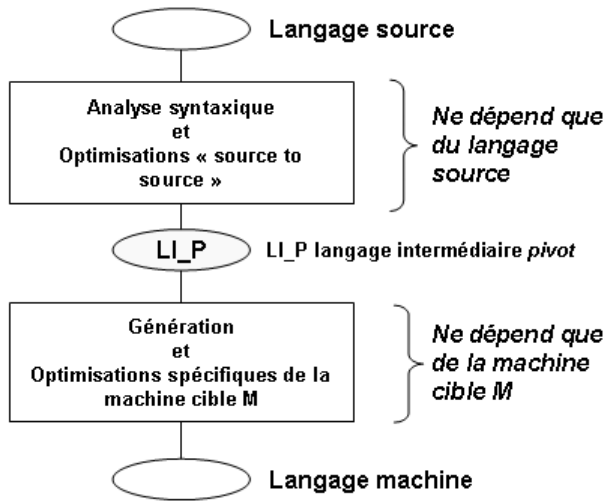 Langage source
Analyse syntaxique
et
Optimisations « source to
source »
Ne dépend que
du langage
source
LI_P
LI_P langage intermédiaire pivot
Génération
et
Optimisations spécifiques de la
machine cible M
Ne dépend que
de la machine
cible M
Langage machine